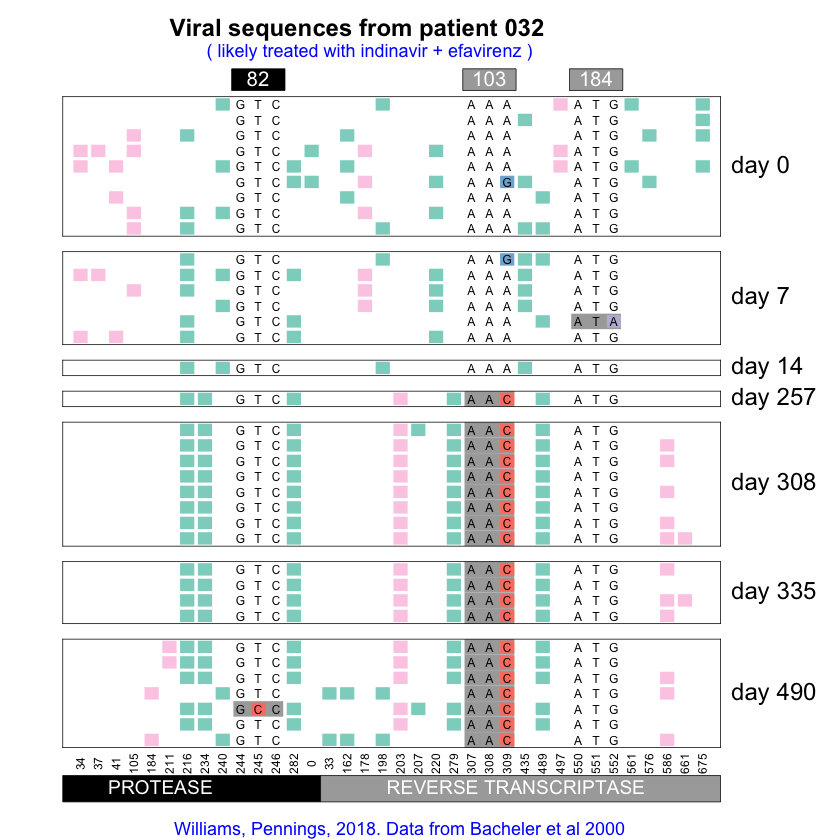 Viral sequences from patient 032
( likely treated with indinavir + efavirenz )
82 103 184
G T C A A A A T G
G T C A A A A T G
G T C A A A A T G
G T C A A A A T G
G T C A A A A T G day 0
G T C A A G A T G
G T C A A A A T G
G T C A A A A T G
G T C A A A A T G
G T C A A G A T G
G T C A A A A T G
G T C A A A A T G day 7
G T C A A A A T G
G T C A A A A T A
G T C A A A A T G
G T C A A A A T G day 14
G T C A A C A T G day 257
G T C A A C A T G
G T C A A C A T G
G T C A A C A T G
G T C A A C A T G day 308
G T C A A C A T G
G T C A A C A T G
G T C A A C A T G
G T C A A C A T G
G T C A A C A T G
G T C A A C A T G day 335
G T C A A C A T G
G T C A A C A T G
G T C A A C A T G
G T C A A C A T G
G T C A A C A T G
G T C A A C A T G day 490
G C C A A C A T G
G T C A A C A T G
G T C A A C A T G
34 37 41 105 184 211 216 234 240 244 245 246 282 0 33 162 178 198 203 207 220 279 307 308 309 435 489 497 550 551 552 561 576 586 661 675
PROTEASE REVERSE TRANSCRIPTASE
Williams, Pennings, 2018. Data from Bacheler et al 2000